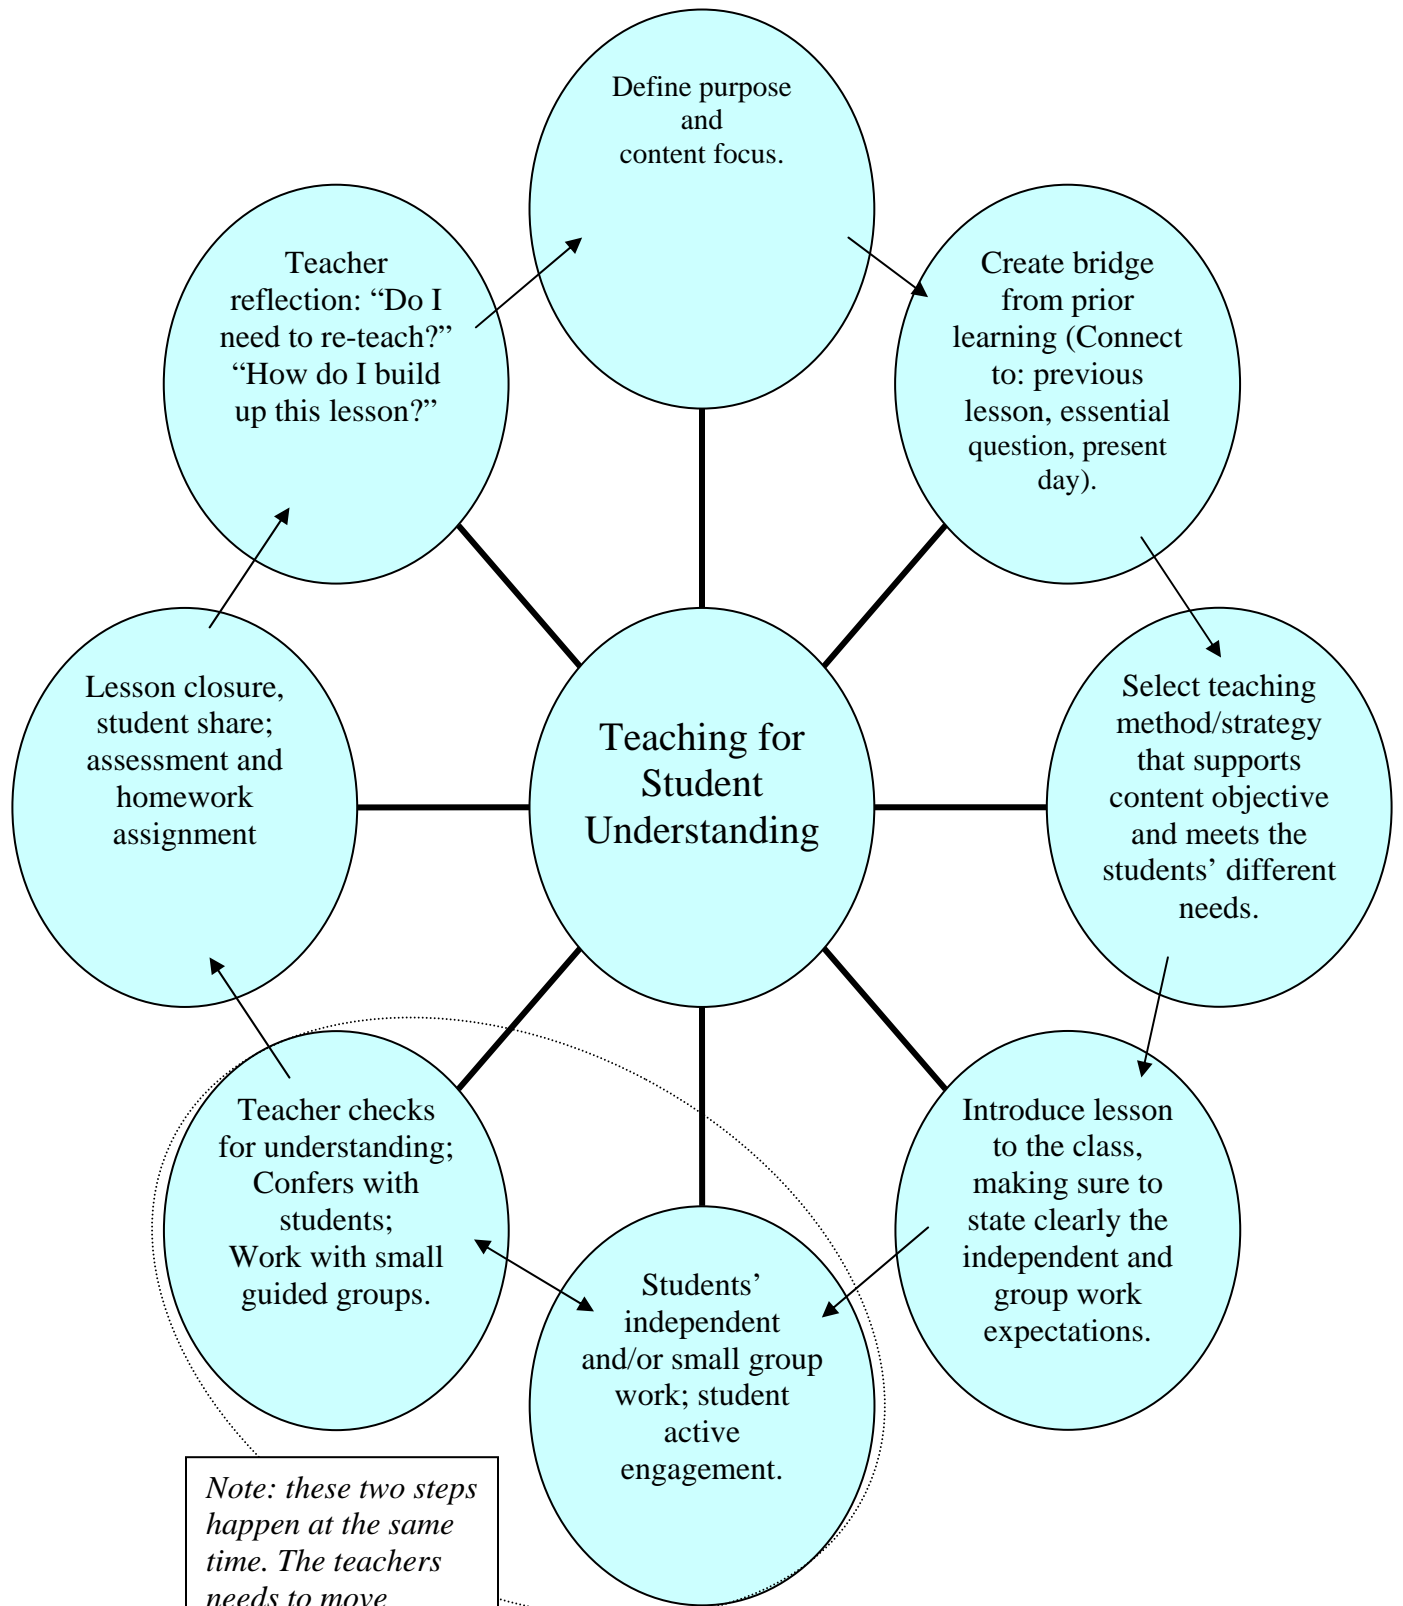 Define purpose
and
content focus.
Create bridge
from prior
learning (Connect
to: previous
lesson, essential
question, present
day).
Select teaching
method/strategy
that supports
content objective
and meets the
students’ different
needs.
Introduce lesson
to the class,
making sure to
state clearly the
independent and
group work
expectations.
Students’
independent
and/or small group
work; student
active
engagement.
Teacher checks
for understanding;
Confers with
students;
Work with small
guided groups.
Lesson closure,
student share;
assessment and
homework
assignment
Teacher
reflection: “Do I
need to re-teach?”
“How do I build
up this lesson?”
Teaching for
Student
Understanding
Note: these two steps
happen at the same
time. The teachers
needs to move